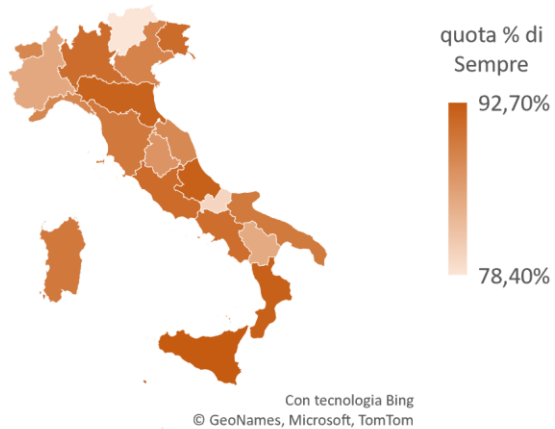 quota % di
Sempre
92,70%
78,40%
Con tecnologia Bing
© GeoNames, Microsoft, TomTom